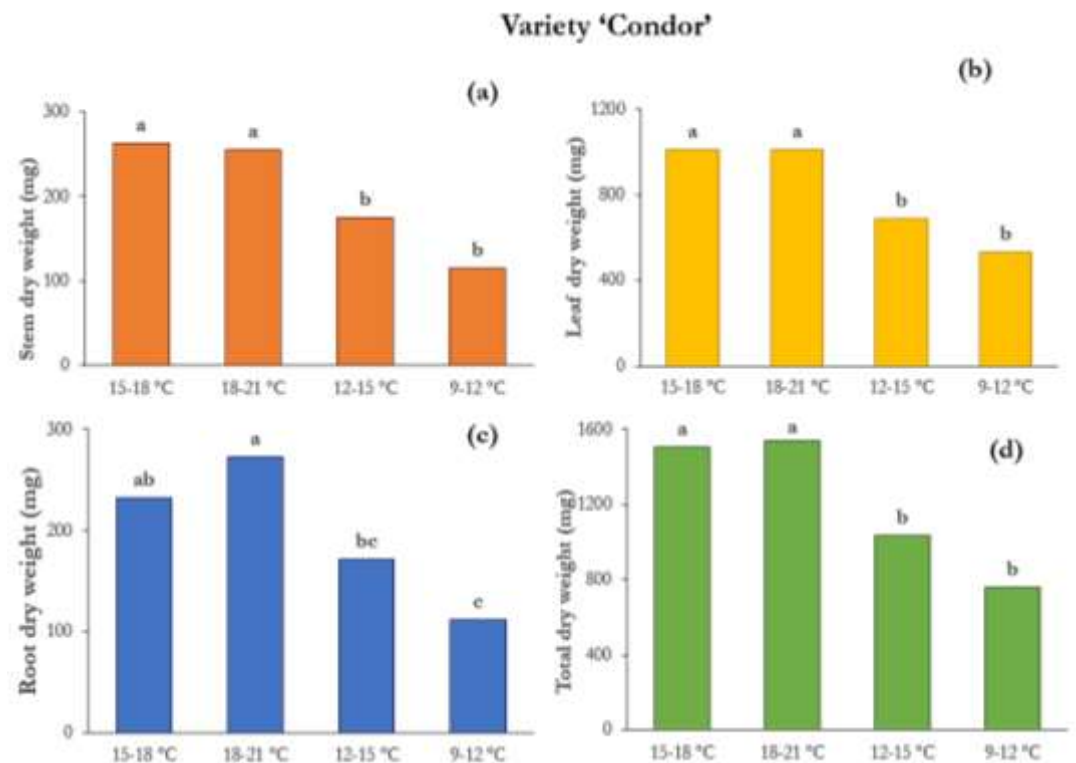 Variety ‘Condor’
(a)
Stem dry weight (mg)
300
200
100
0
a
a
b
b
15-18 °C
18-21 °C
12-15 °C
9-12 °C
(b)
Leaf dry weight (mg)
1200
800
400
0
a
a
b
b
15-18 °C
18-21 °C
12-15 °C
9-12 °C
(c)
Root dry weight (mg)
300
200
100
0
ab
a
bc
c
15-18 °C
18-21 °C
12-15 °C
9-12 °C
(d)
Total dry weight (mg)
1600
1200
800
400
0
a
a
b
b
15-18 °C
18-21 °C
12-15 °C
9-12 °C